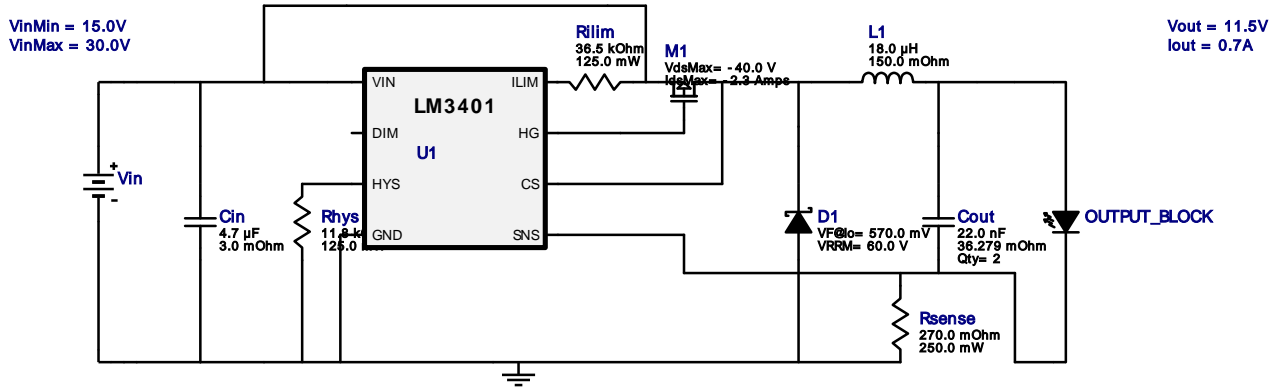 VinMin = 15.0V
VinMax = 30.0V
Vout = 11.5V
Iout = 0.7A
Rilim
36.5 kOhm
125.0 mW
M1
VdsMax= - 40.0 V
IdsMax= - 2.3 Amps
L1
18.0 µH
150.0 mOhm
VIN
ILIM
LM3401
DIM
HG
U1
HYS
CS
GND
SNS
+
Vin
-
Cin
4.7 µF
3.0 mOhm
Rhys
11.8 k
125.0 m
D1
VF@Io= 570.0 mV
VRRM= 60.0 V
Cout
22.0 nF
36.279 mOhm
Qty= 2
OUTPUT_BLOCK
Rsense
270.0 mOhm
250.0 mW